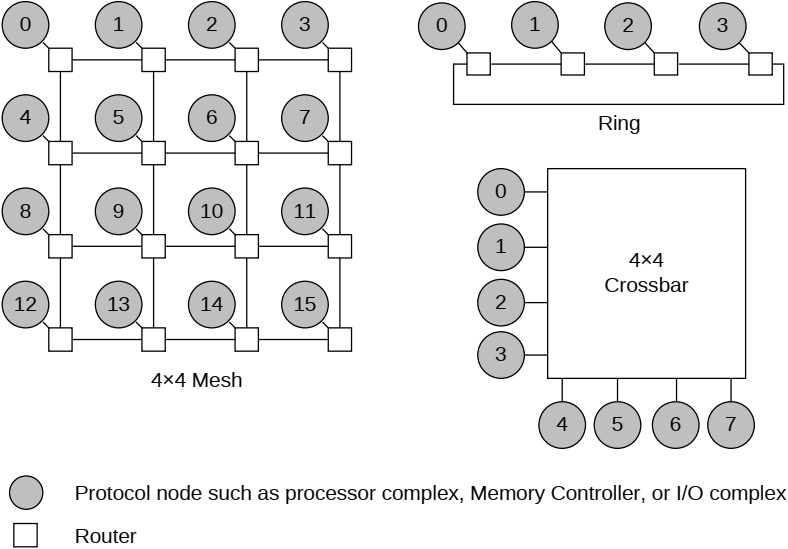 0 1 2 3
4 5 6 7
8 9 10 11
12 13 14 15
4×4 Mesh
0 1 2 3
Ring
0
1
2
3
4×4
Crossbar
4 5 6 7
Protocol node such as processor complex, Memory Controller, or I/O complex
Router